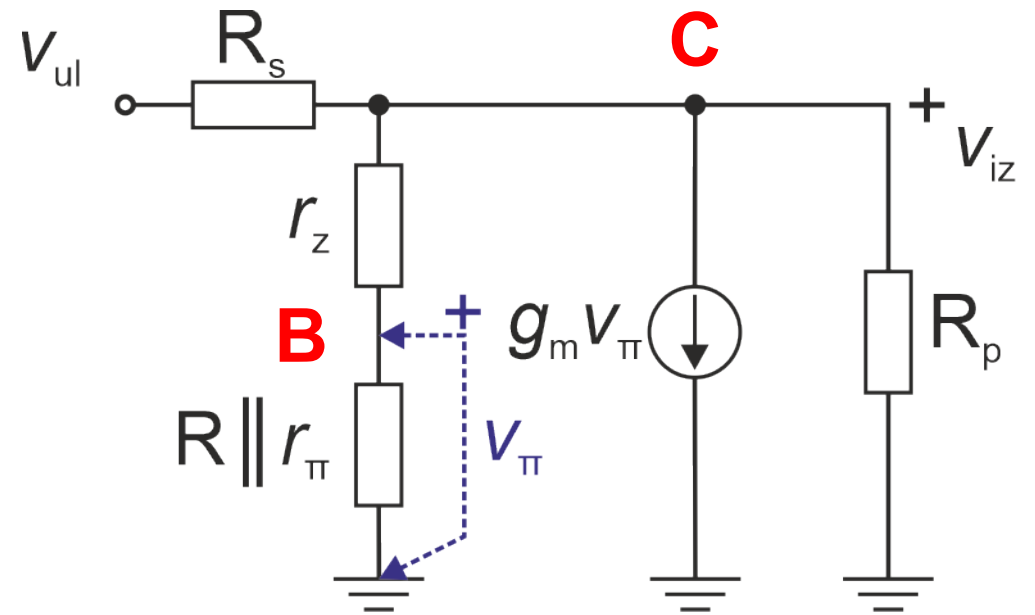 v_ul
R_s
C
+
v_iz
r_z
B
+
g_m v_π
R_p
R || r_π
v_π